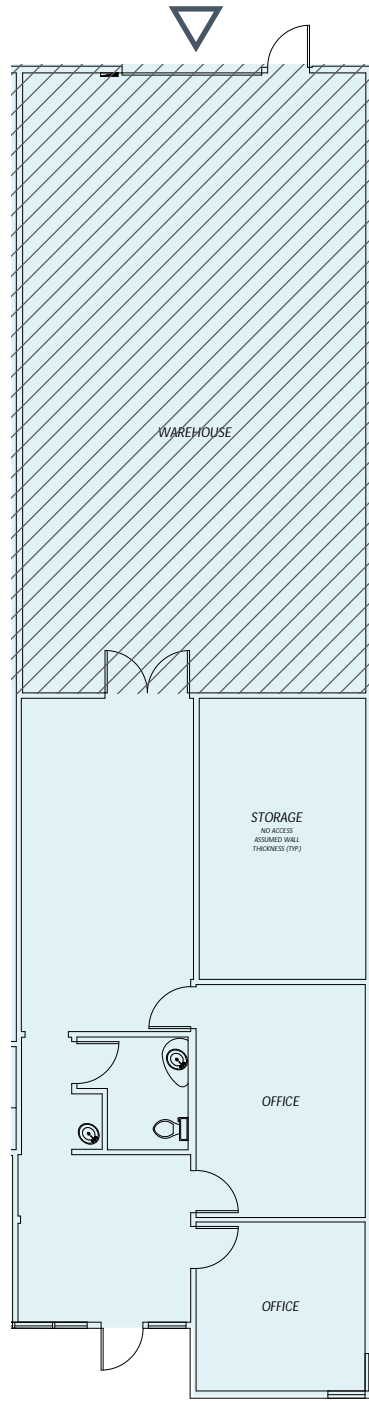 WAREHOUSE
STORAGE
NO ACCESS
ASSUMED WALL
THICKNESS (TYP.)
OFFICE
OFFICE